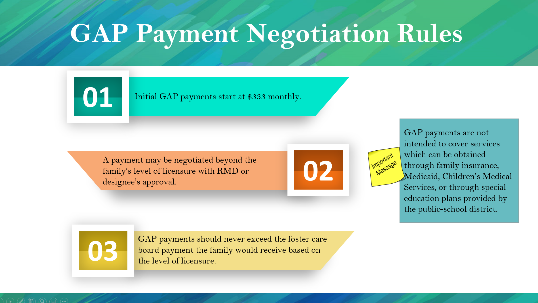 GAP Payment Negotiation Rules
01
Initial GAP payments start at $353 monthly.
A payment may be negotiated beyond the
family's level of licensure with RMD or
designee's approval.
02
03
GAP payments should never exceed the foster care
board payment the family would receive based on
the level of licensure.
Important
Message
GAP payments are not
intended to cover services
which can be obtained
through family insurance,
Medicaid, Children's Medical
Services, or through special
education plans provided by
the public-school district.